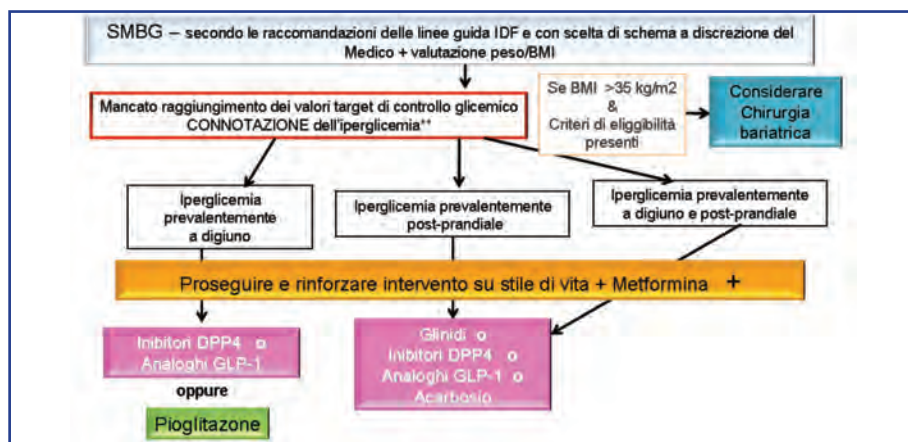 SMBG – secondo le raccomandazioni delle linee guida IDF e con scelta di schema a discrezione del
Medico + valutazione peso/BMI
Mancato raggiungimento dei valori target di controllo glicemico
CONNOTAZIONE dell'iperglicemia**
Se BMI >35 kg/m2
&
Criteri di eliggibilità
presenti
Considerare
Chirurgia
bariatrica
Iperglicemia
prevalentemente
a digiuno
Iperglicemia prevalentemente
post-prandiale
Iperglicemia prevalentemente
a digiuno e post-prandiale
Proseguire e rinforzare intervento su stile di vita + Metformina +
Inibitori DPP4 o
Analoghi GLP-1
oppure
Pioglitazone
Glinidi o
Inibitori DPP4 o
Analoghi GLP-1 o
Acarbosio